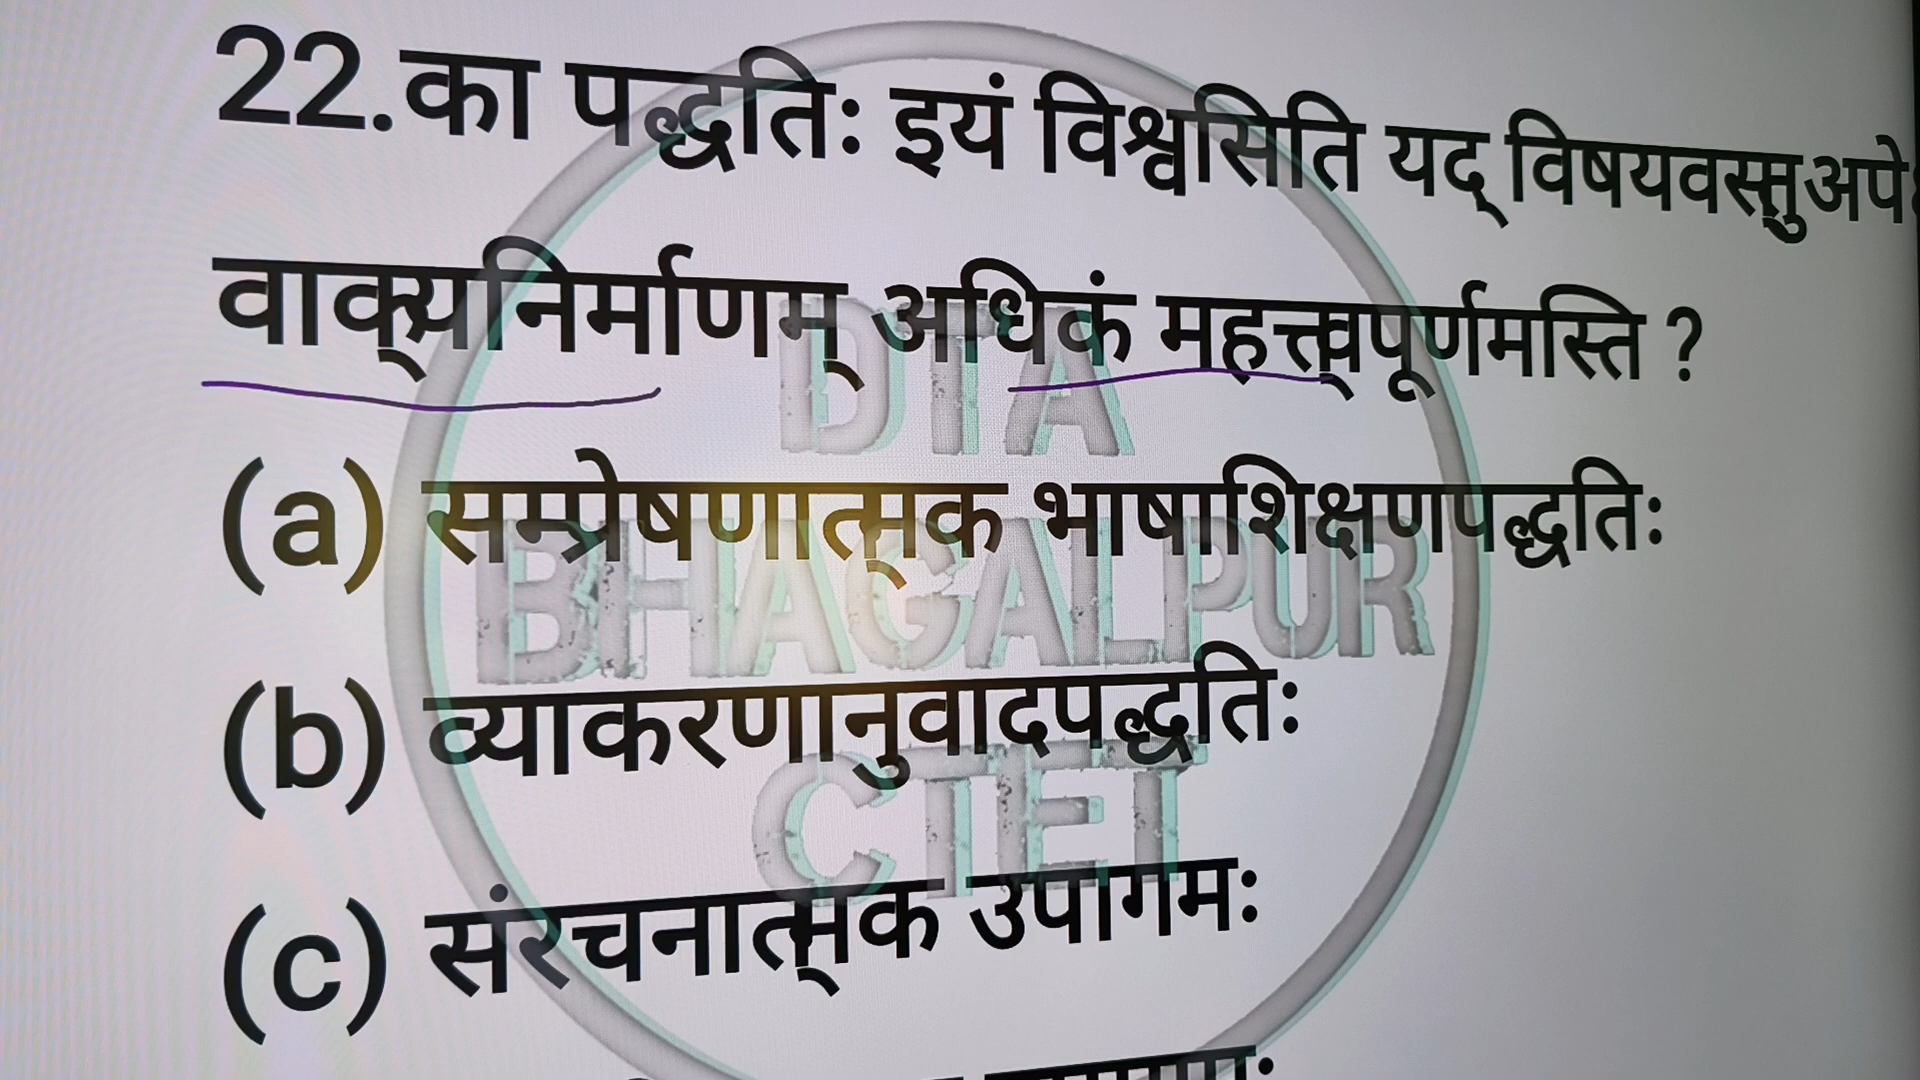 22.का पद्धतिः इयं विश्वसिति यद् विषयवस्तुअपे
वाक्यनिर्माणम् अधिकं महत्त्वपूर्णमस्ति ?
(a) सम्प्रेषणात्मक भाषाशिक्षणपद्धतिः
(b) व्याकरणानुवादपद्धतिः
(c) संरचनात्मक उपागमः
DTA
BHAGALPUR
CTET